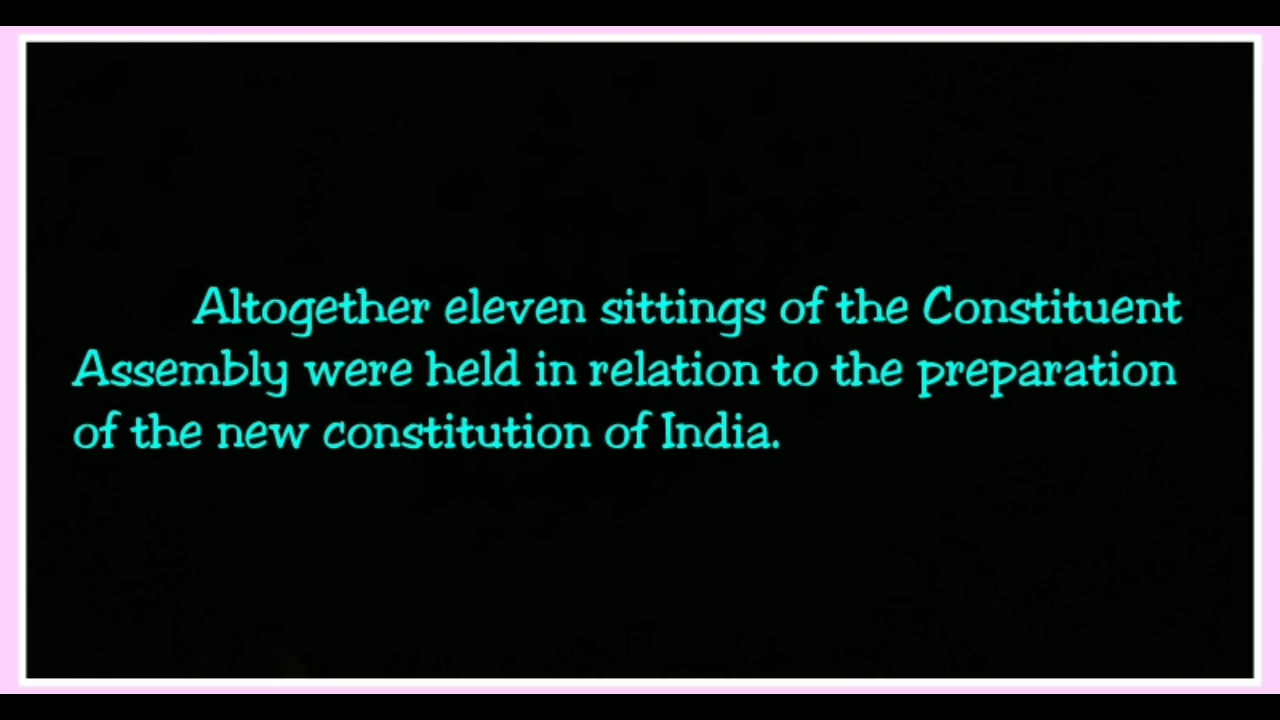 Altogether eleven sittings of the Constituent
Assembly were held in relation to the preparation
of the new constitution of India.